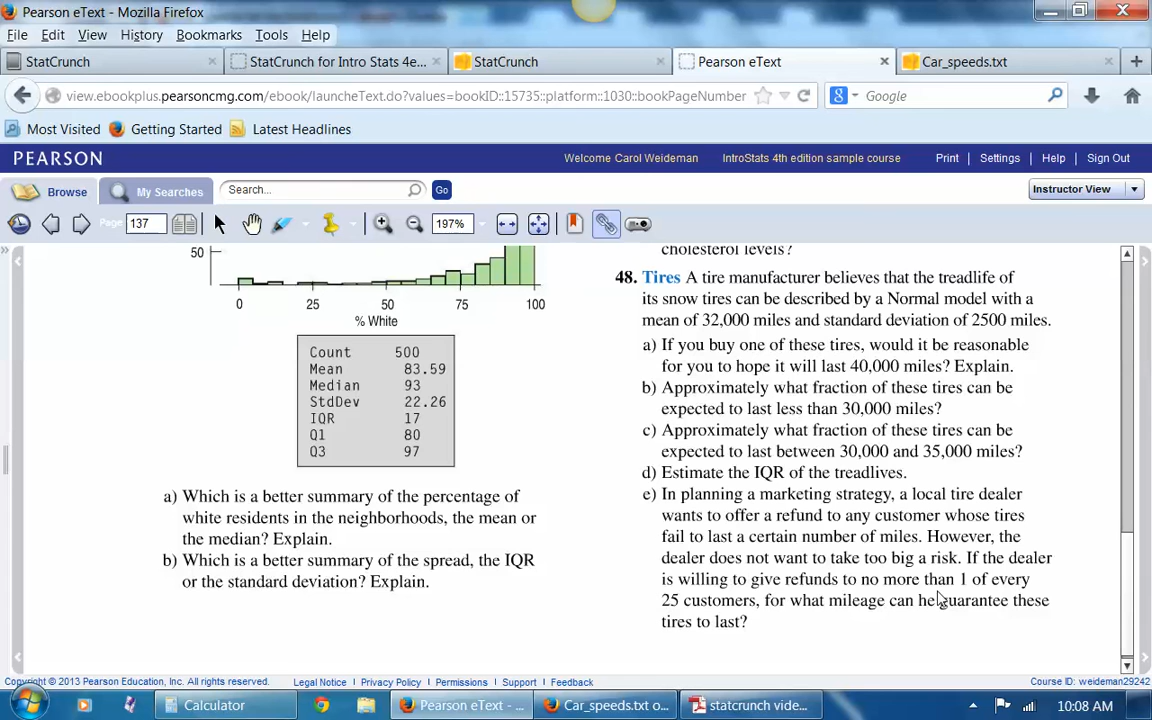 Pearson eText - Mozilla Firefox
File Edit View History Bookmarks Tools Help
StatCrunch
StatCrunch for Intro Stats 4e...
StatCrunch
Pearson eText
Car_speeds.txt
view.ebookplus.pearsoncmg.com/ebook/launcheText.do?values=bookID::15735::platform::1030::bookPageNumber
Google
Most Visited Getting Started Latest Headlines
PEARSON
Welcome Carol Weideman IntroStats 4th edition sample course Print Settings Help Sign Out
Browse My Searches Search... Go Instructor View
Page 137 197%
50
0 25 50 75 100
% White
Count 500
Mean 83.59
Median 93
StdDev 22.26
IQR 17
Q1 80
Q3 97
a) Which is a better summary of the percentage of
white residents in the neighborhoods, the mean or
the median? Explain.
b) Which is a better summary of the spread, the IQR
or the standard deviation? Explain.
cholesterol levels?
48. Tires A tire manufacturer believes that the treadlife of
its snow tires can be described by a Normal model with a
mean of 32,000 miles and standard deviation of 2500 miles.
a) If you buy one of these tires, would it be reasonable
for you to hope it will last 40,000 miles? Explain.
b) Approximately what fraction of these tires can be
expected to last less than 30,000 miles?
c) Approximately what fraction of these tires can be
expected to last between 30,000 and 35,000 miles?
d) Estimate the IQR of the treadlives.
e) In planning a marketing strategy, a local tire dealer
wants to offer a refund to any customer whose tires
fail to last a certain number of miles. However, the
dealer does not want to take too big a risk. If the dealer
is willing to give refunds to no more than 1 of every
25 customers, for what mileage can he guarantee these
tires to last?
Copyright © 2013 Pearson Education, Inc. All rights reserved. Legal Notice | Privacy Policy | Permissions | Support | Feedback Course ID: weideman29242
Calculator
Pearson eText - ...
Car_speeds.txt o...
statcrunch vide...
10:08 AM